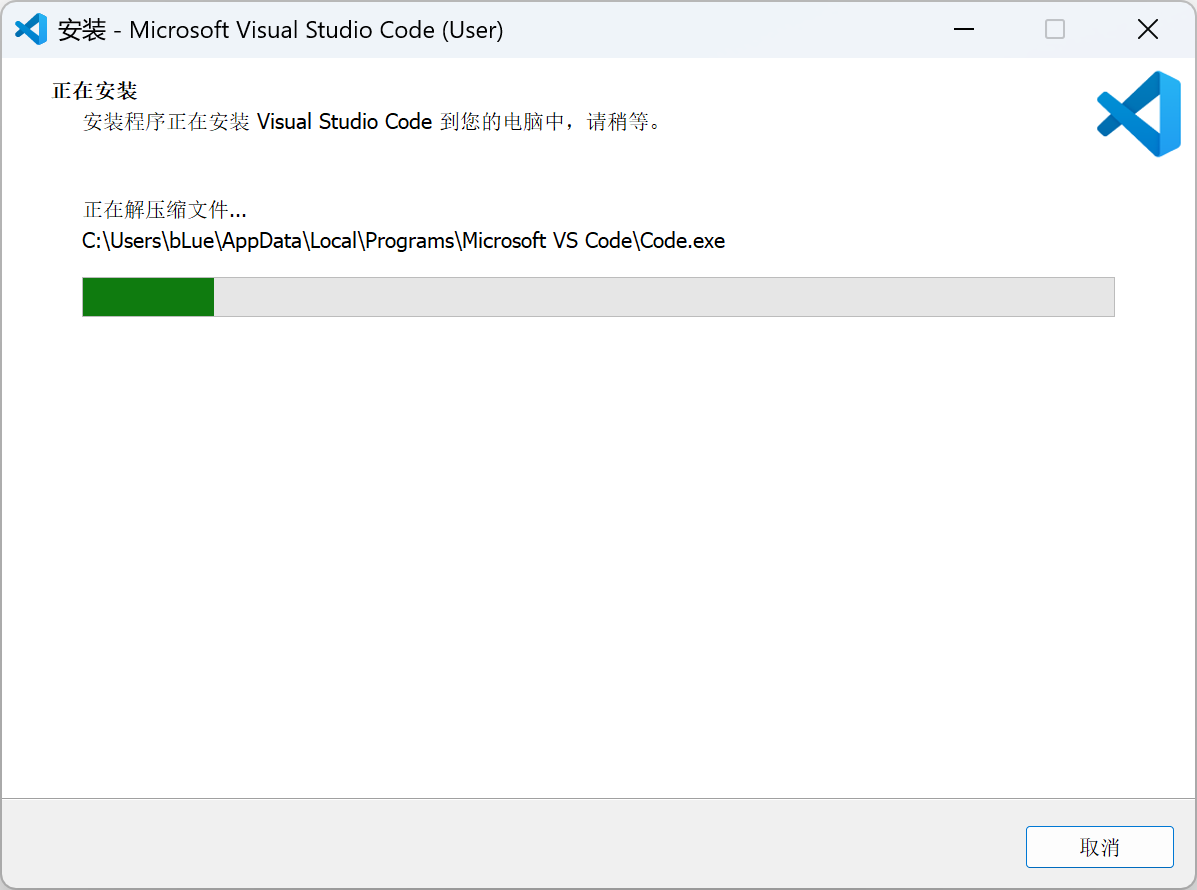 安装 - Microsoft Visual Studio Code (User)
正在安装
安装程序正在安装 Visual Studio Code 到您的电脑中，请稍等。
正在解压缩文件...
C:\Users\bLue\AppData\Local\Programs\Microsoft VS Code\Code.exe
取消